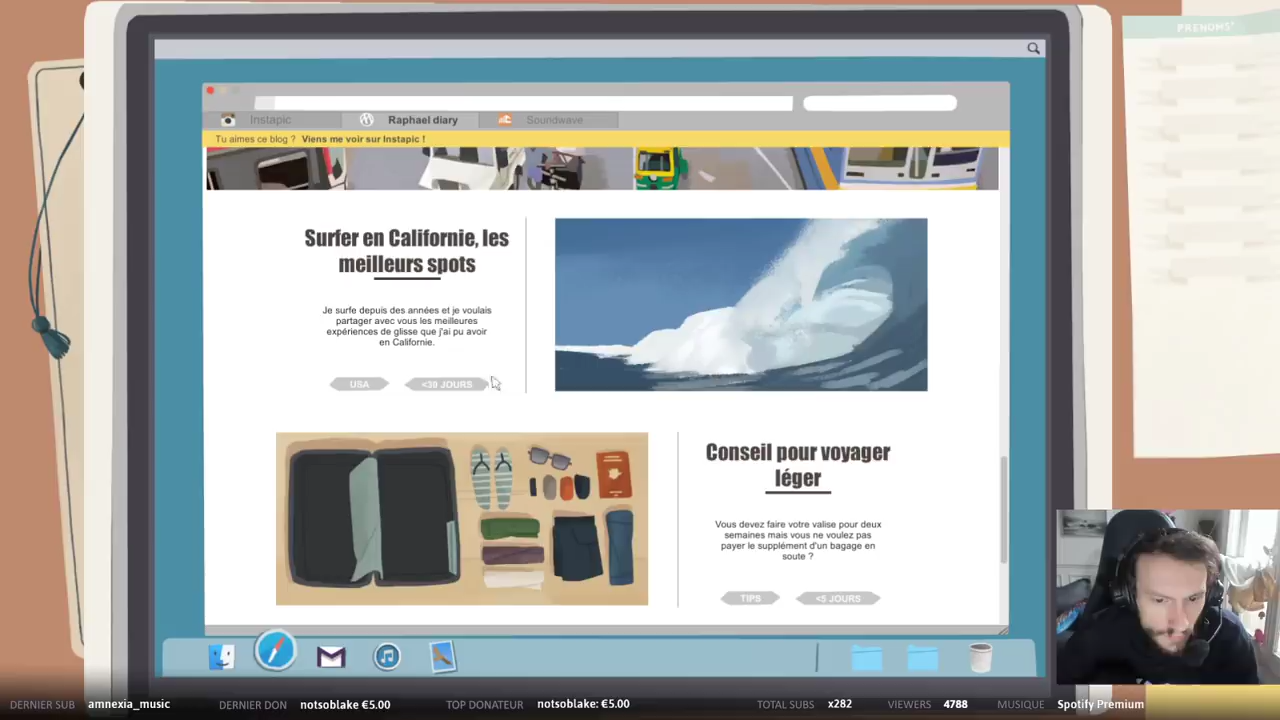 PRENOMS
Instapic
Raphael diary
Soundwave
Tu aimes ce blog ? Viens me voir sur Instapic !
Surfer en Californie, les
meilleurs spots
Je surfe depuis des années et je voulais
partager avec vous les meilleures
expériences de glisse que j'ai pu avoir
en Californie.
USA
<30 JOURS
Conseil pour voyager
léger
Vous devez faire votre valise pour deux
semaines mais vous ne voulez pas
payer le supplément d'un bagage en
soute ?
TIPS
<5 JOURS
DERNIER SUB amnexia_music DERNIER DON notsoblake €5.00 TOP DONATEUR notsoblake: €5.00 TOTAL SUBS x282 VIEWERS 4788 MUSIQUE Spotify Premium